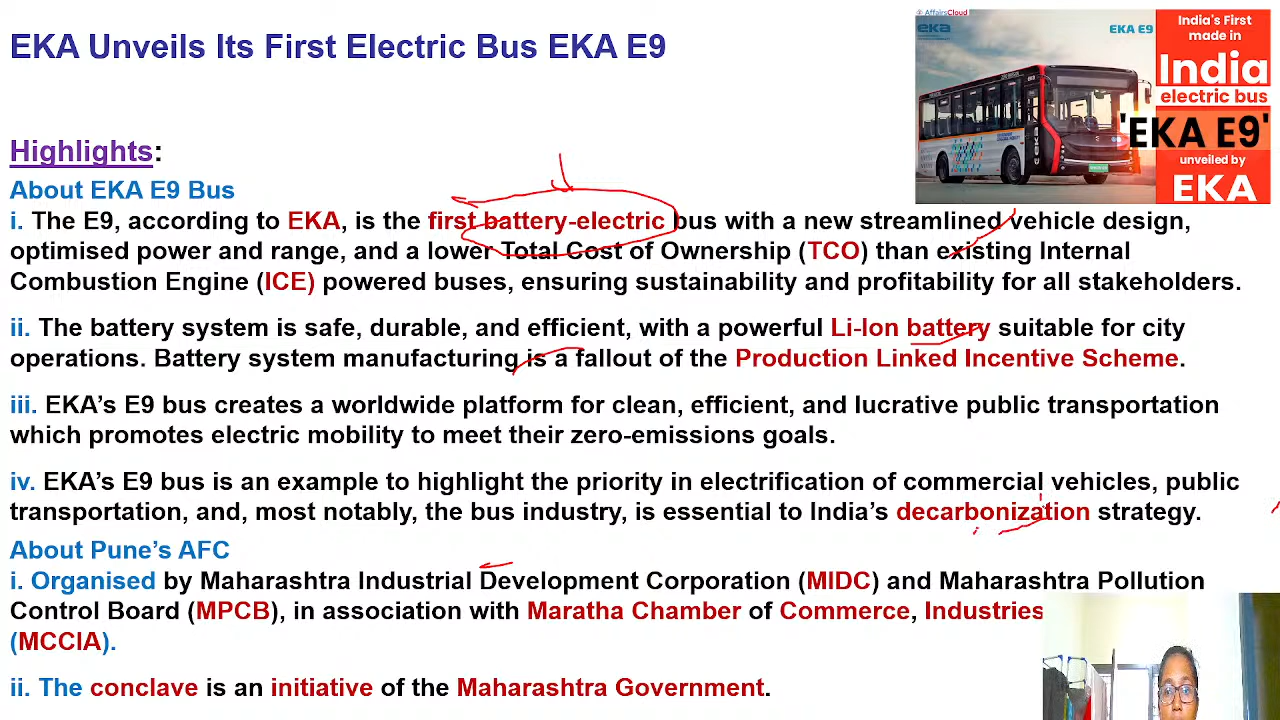 EKA Unveils Its First Electric Bus EKA E9
AffairsCloud
eka
EKA E9
India's First
made in
India
electric bus
'EKA E9'
unveiled by
EKA
Highlights:
About EKA E9 Bus
i. The E9, according to EKA, is the first battery-electric bus with a new streamlined vehicle design,
optimised power and range, and a lower Total Cost of Ownership (TCO) than existing Internal
Combustion Engine (ICE) powered buses, ensuring sustainability and profitability for all stakeholders.
ii. The battery system is safe, durable, and efficient, with a powerful Li-Ion battery suitable for city
operations. Battery system manufacturing is a fallout of the Production Linked Incentive Scheme.
iii. EKA’s E9 bus creates a worldwide platform for clean, efficient, and lucrative public transportation
which promotes electric mobility to meet their zero-emissions goals.
iv. EKA’s E9 bus is an example to highlight the priority in electrification of commercial vehicles, public
transportation, and, most notably, the bus industry, is essential to India’s decarbonization strategy.
About Pune’s AFC
i. Organised by Maharashtra Industrial Development Corporation (MIDC) and Maharashtra Pollution
Control Board (MPCB), in association with Maratha Chamber of Commerce, Industries
(MCCIA).
ii. The conclave is an initiative of the Maharashtra Government.